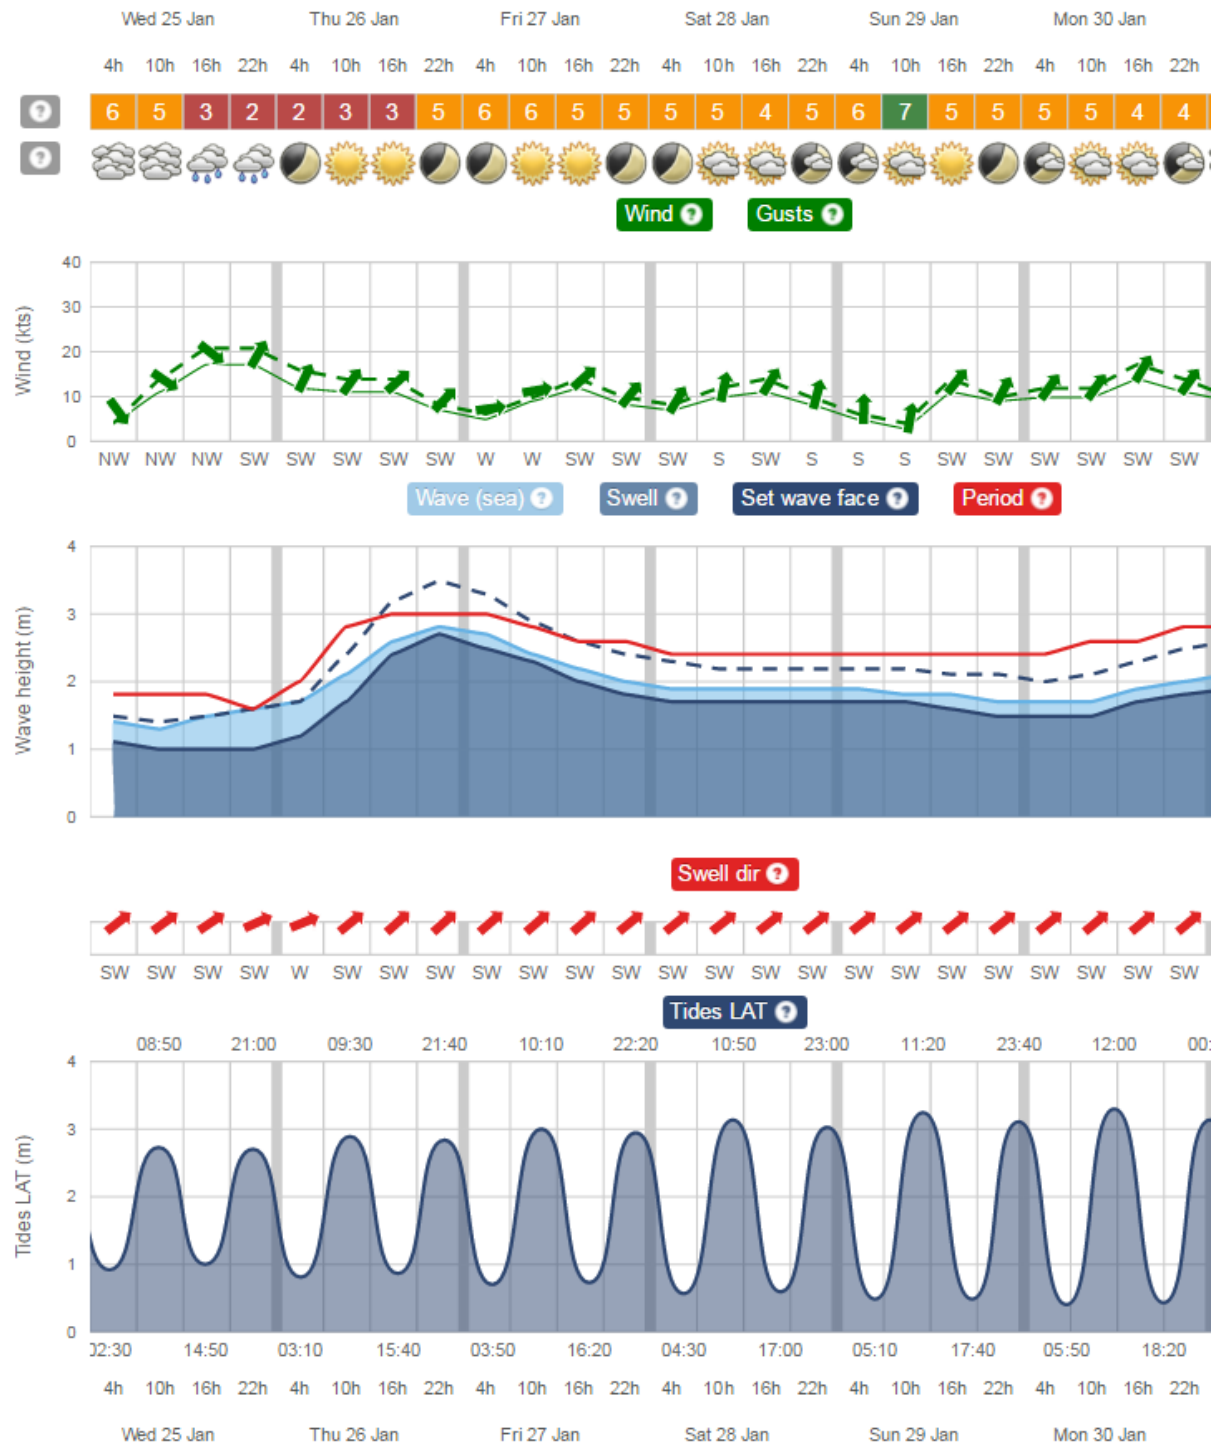 Wed 25 Jan Thu 26 Jan Fri 27 Jan Sat 28 Jan Sun 29 Jan Mon 30 Jan
4h 10h 16h 22h 4h 10h 16h 22h 4h 10h 16h 22h 4h 10h 16h 22h 4h 10h 16h 22h 4h 10h 16h 22h
? 6 5 3 2 2 3 3 5 6 6 5 5 5 5 4 5 6 7 5 5 5 5 4 4
?
Wind ? Gusts ?
Wind (kts)
40
30
20
10
0
NW NW NW SW SW SW SW SW W W SW SW SW S SW S S S SW SW SW SW SW SW
Wave (sea) ? Swell ? Set wave face ? Period ?
Wave height (m)
4
3
2
1
0
Swell dir ?
SW SW SW SW W SW SW SW SW SW SW SW SW SW SW SW SW SW SW SW SW SW SW SW
Tides LAT ?
08:50 21:00 09:30 21:40 10:10 22:20 10:50 23:00 11:20 23:40 12:00 00:
Tides LAT (m)
4
3
2
1
0
02:30 14:50 03:10 15:40 03:50 16:20 04:30 17:00 05:10 17:40 05:50 18:20
4h 10h 16h 22h 4h 10h 16h 22h 4h 10h 16h 22h 4h 10h 16h 22h 4h 10h 16h 22h 4h 10h 16h 22h
Wed 25 Jan Thu 26 Jan Fri 27 Jan Sat 28 Jan Sun 29 Jan Mon 30 Jan